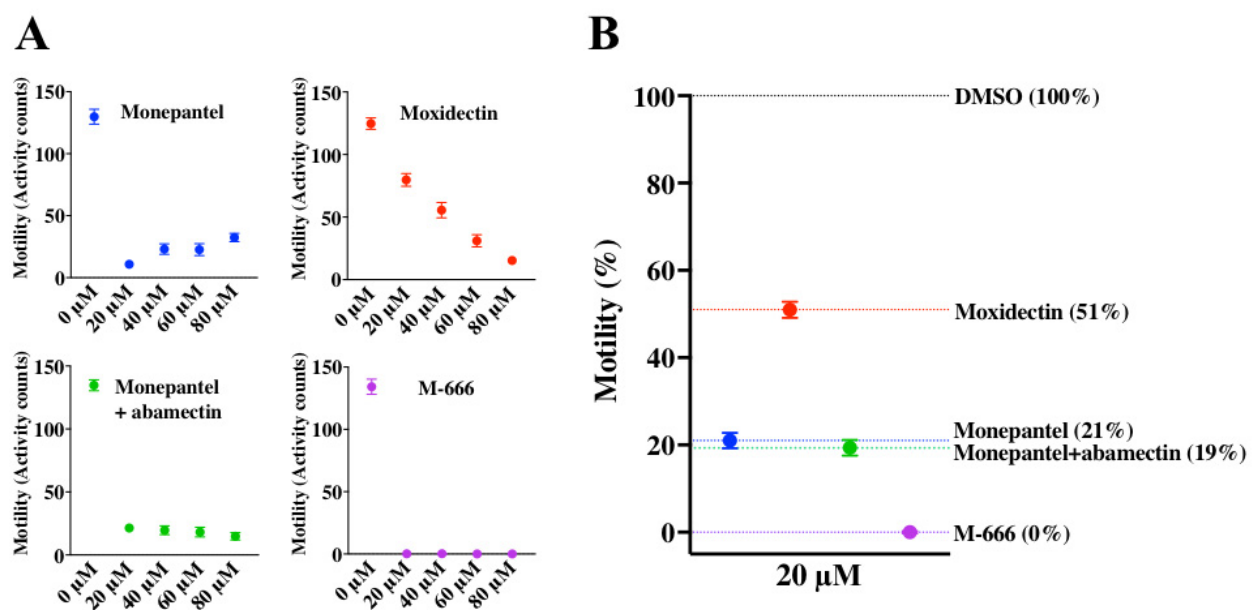 A
Motility (Activity counts)
150
100
50
0
Monepantel
0 µM
20 µM
40 µM
60 µM
80 µM
Motility (Activity counts)
150
100
50
0
Moxidectin
0 µM
20 µM
40 µM
60 µM
80 µM
Motility (Activity counts)
150
100
50
0
Monepantel
+ abamectin
0 µM
20 µM
40 µM
60 µM
80 µM
Motility (Activity counts)
150
100
50
0
M-666
0 µM
20 µM
40 µM
60 µM
80 µM
B
Motility (%)
100
80
60
40
20
0
DMSO (100%)
Moxidectin (51%)
Monepantel (21%)
Monepantel+abamectin (19%)
M-666 (0%)
20 µM